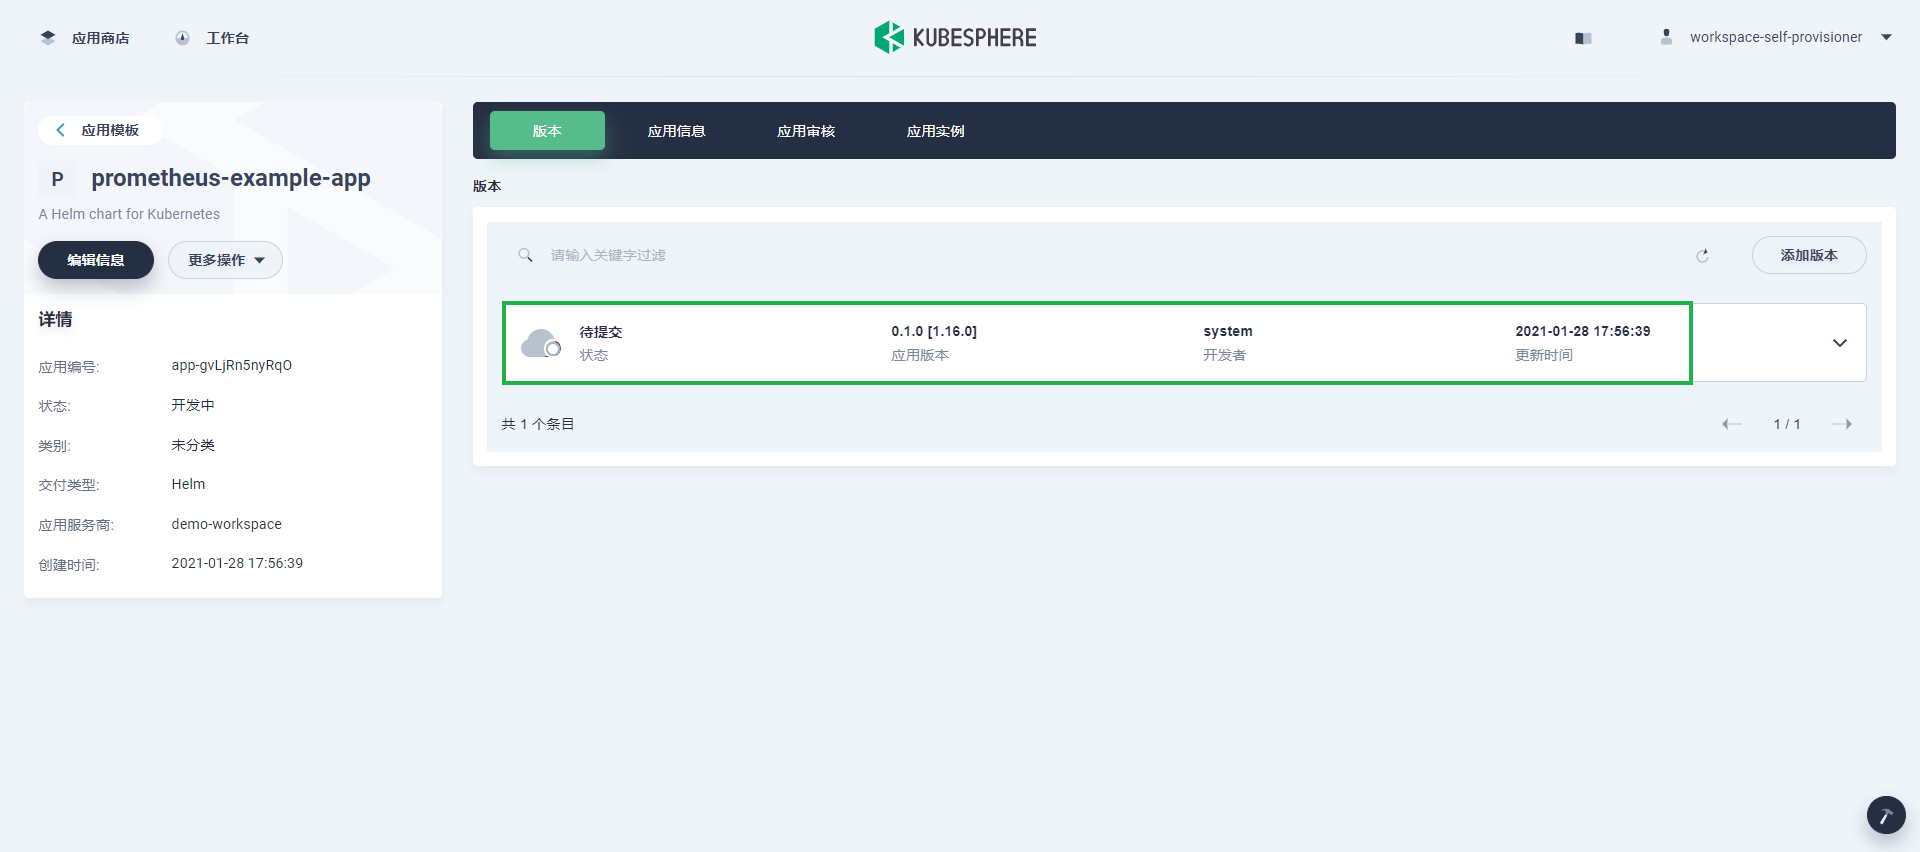 应用商店 工作台 KUBESPHERE workspace-self-provisioner
应用模板
P prometheus-example-app
A Helm chart for Kubernetes
编辑信息 更多操作
详情
应用编号: app-gvLjRn5nyRqO
状态: 开发中
类别: 未分类
交付类型: Helm
应用服务商: demo-workspace
创建时间: 2021-01-28 17:56:39
版本 应用信息 应用审核 应用实例
版本
请输入关键字过滤 添加版本
待提交 0.1.0 [1.16.0] system 2021-01-28 17:56:39
状态 应用版本 开发者 更新时间
共 1 个条目 1 / 1